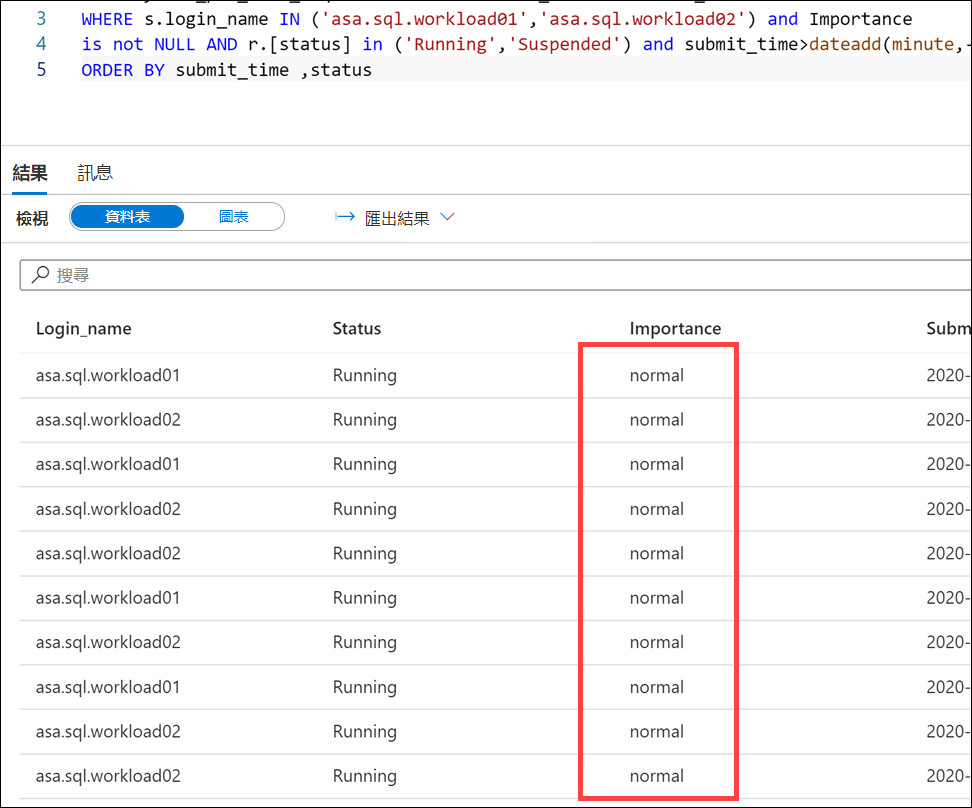 3 WHERE s.login_name IN ('asa.sql.workload01','asa.sql.workload02') and Importance
4 is not NULL AND r.[status] in ('Running','Suspended') and submit_time>dateadd(minute,-
5 ORDER BY submit_time ,status
結果 訊息
檢視 資料表 圖表 匯出結果
搜尋
Login_name Status Importance Subm
asa.sql.workload01 Running normal 2020-
asa.sql.workload02 Running normal 2020-
asa.sql.workload01 Running normal 2020-
asa.sql.workload02 Running normal 2020-
asa.sql.workload02 Running normal 2020-
asa.sql.workload01 Running normal 2020-
asa.sql.workload02 Running normal 2020-
asa.sql.workload01 Running normal 2020-
asa.sql.workload02 Running normal 2020-
asa.sql.workload02 Running normal 2020-